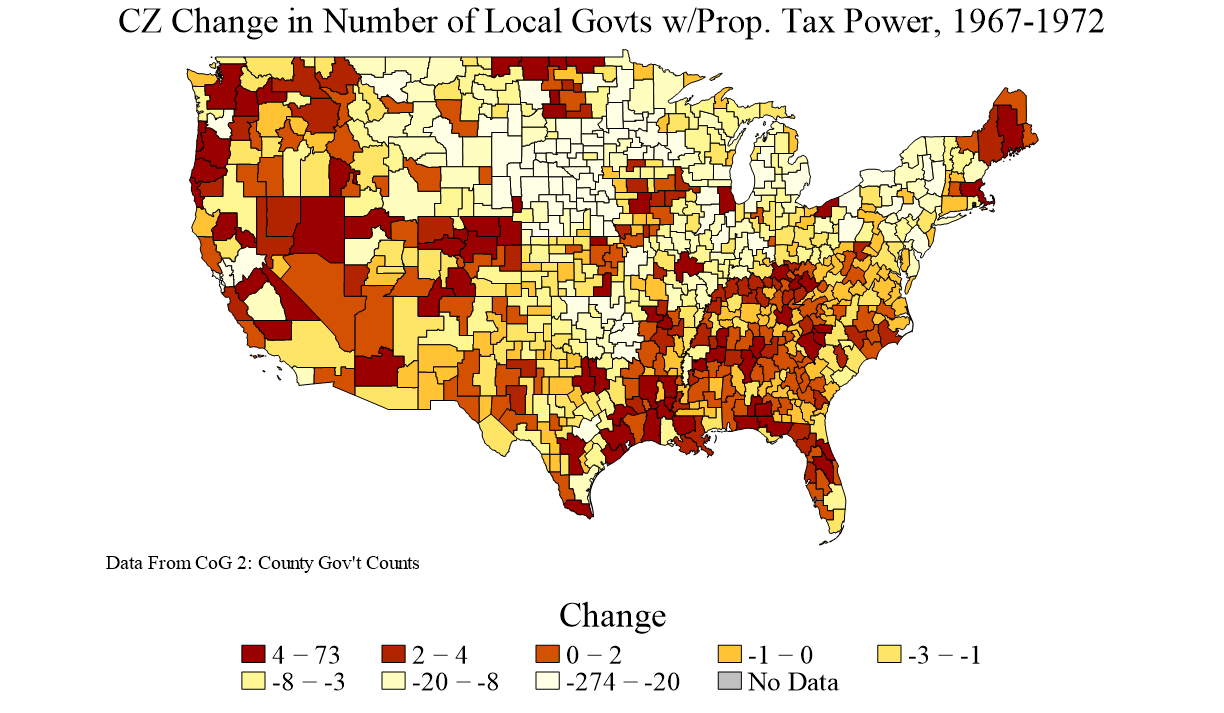 CZ Change in Number of Local Govts w/Prop. Tax Power, 1967-1972
Data From CoG 2: County Gov't Counts
Change
4 − 73 2 − 4 0 − 2 -1 − 0 -3 − -1
-8 − -3 -20 − -8 -274 − -20 No Data